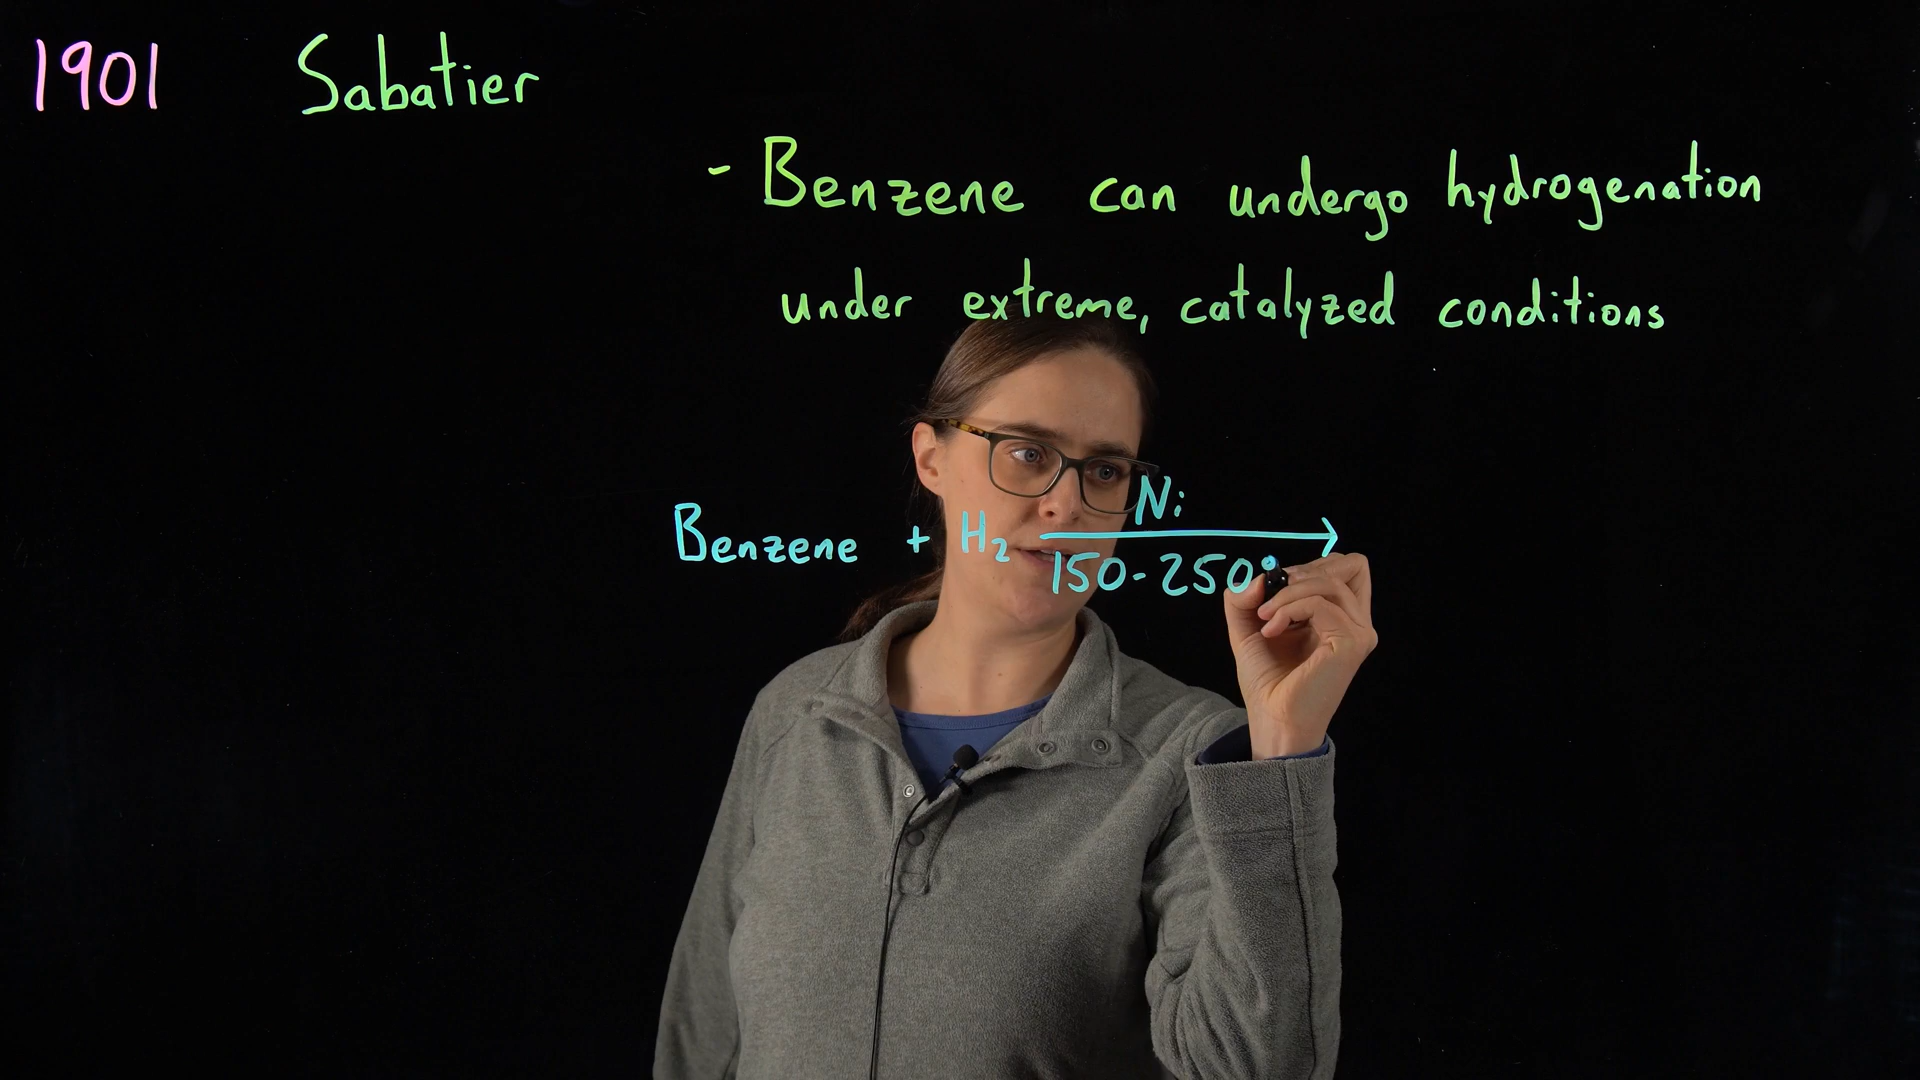 1901 Sabatier
- Benzene can undergo hydrogenation
under extreme, catalyzed conditions
Ni
Benzene + H₂ →
150-250°